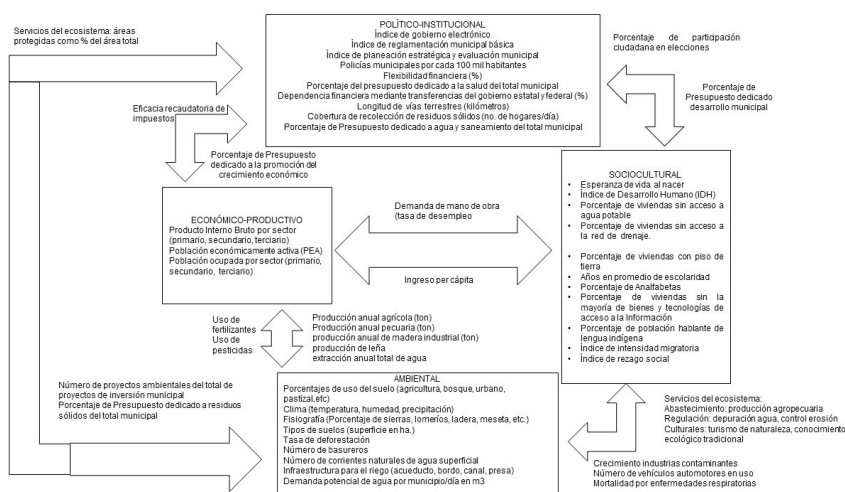 Servicios del ecosistema: áreas
protegidas como % del área total
POLÍTICO-INSTITUCIONAL
Índice de gobierno electrónico
Índice de reglamentación municipal básica
Índice de planeación estratégica y evaluación municipal
Policías municipales por cada 100 mil habitantes
Flexibilidad financiera (%)
Porcentaje del presupuesto dedicado a la salud del total municipal
Dependencia financiera mediante transferencias del gobierno estatal y federal (%)
Longitud de vías terrestres (kilómetros)
Cobertura de recolección de residuos sólidos (no. de hogares/día)
Porcentaje de Presupuesto dedicado a agua y saneamiento del total municipal
Porcentaje de participación
ciudadana en elecciones
Porcentaje de
Presupuesto dedicado
desarrollo municipal
Eficacia recaudatoria de
impuestos
Porcentaje de Presupuesto
dedicado a la promoción del
crecimiento económico
ECONÓMICO-PRODUCTIVO
Producto Interno Bruto por sector
(primario, secundario, terciario)
Población económicamente activa (PEA)
Población ocupada por sector (primario,
secundario, terciario)
Demanda de mano de obra
(tasa de desempleo
Ingreso per cápita
SOCIOCULTURAL
• Esperanza de vida al nacer
• Índice de Desarrollo Humano (IDH)
• Porcentaje de viviendas sin acceso a
agua potable
• Porcentaje de viviendas sin acceso a
la red de drenaje.
• Porcentaje de viviendas con piso de
tierra
• Años en promedio de escolaridad
• Porcentaje de Analfabetas
• Porcentaje de viviendas sin la
mayoría de bienes y tecnologías de
acceso a la Información
• Porcentaje de población hablante de
lengua indígena
• Índice de intensidad migratoria
• Índice de rezago social
Uso de
fertilizantes
Uso de
pesticidas
Producción anual agrícola (ton)
Producción anual pecuaria (ton)
producción anual de madera industrial (ton)
producción de leña
extracción anual total de agua
Número de proyectos ambientales del total de
proyectos de inversión municipal
Porcentaje de Presupuesto dedicado a residuos
sólidos del total municipal
AMBIENTAL
Porcentajes de uso del suelo (agricultura, bosque, urbano,
pastizal,etc)
Clima (temperatura, humedad, precipitación)
Fisiografía (Porcentaje de sierras, lomeríos, ladera, meseta, etc.)
Tipos de suelos (superficie en ha.)
Tasa de deforestación
Número de basureros
Número de corrientes naturales de agua superficial
Infraestructura para el riego (acueducto, bordo, canal, presa)
Demanda potencial de agua por municipio/día en m3
Servicios del ecosistema:
Abastecimiento: producción agropecuaria
Regulación: depuración agua, control erosión
Culturales: turismo de naturaleza, conocimiento
ecológico tradicional
Crecimiento industrias contaminantes
Número de vehículos automotores en uso
Mortalidad por enfermedades respiratorias